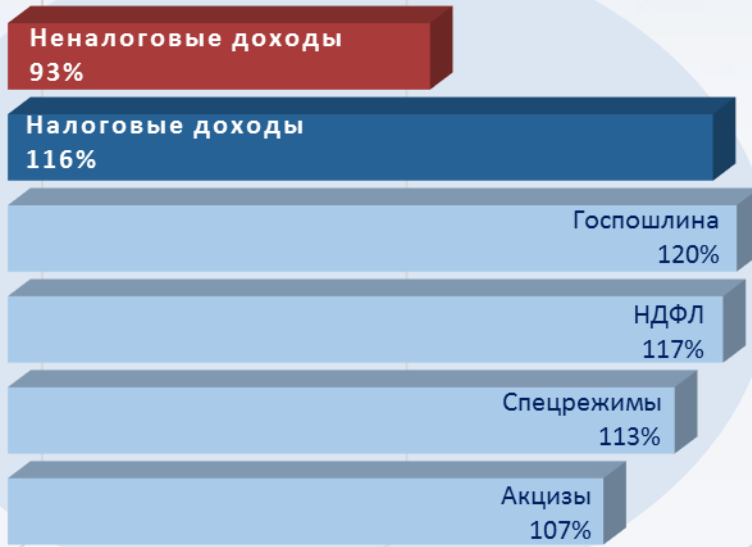 Неналоговые доходы
93%
Налоговые доходы
116%
Госпошлина
120%
НДФЛ
117%
Спецрежимы
113%
Акцизы
107%